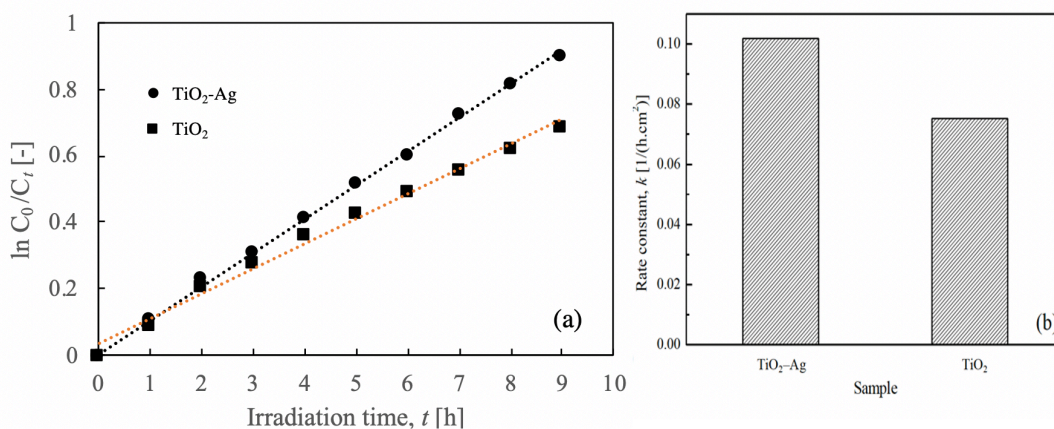 1
0.8
0.6
0.4
0.2
0
0 1 2 3 4 5 6 7 8 9 10
ln C₀/Cₜ [-]
Irradiation time, t [h]
TiO₂-Ag
TiO₂
(a)
0.10
0.08
0.06
0.04
0.02
0.00
Rate constant, k [1/(h.cm²)]
TiO₂–Ag TiO₂
Sample
(b)